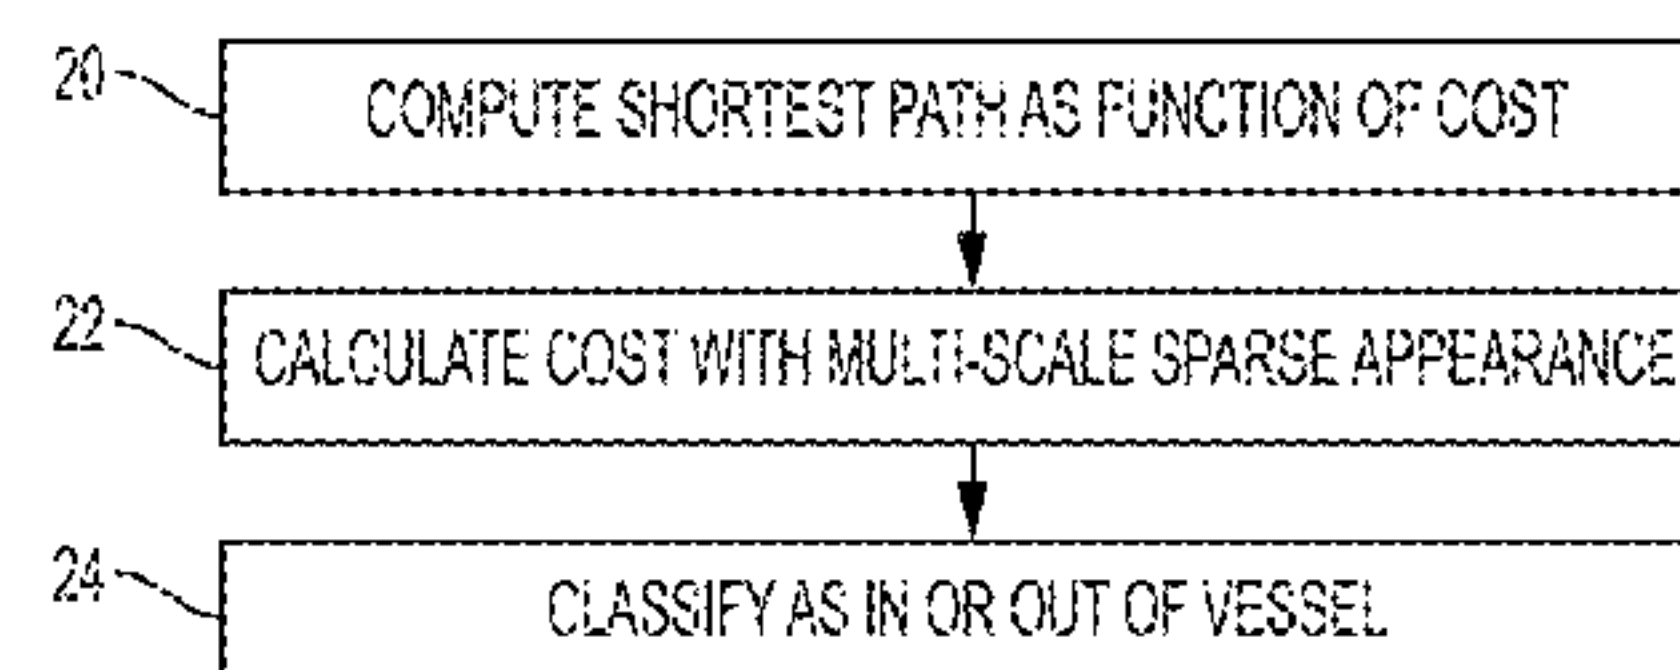 20 COMPUTE SHORTEST PATH AS FUNCTION OF COST
22 CALCULATE COST WITH MULTI-SCALE SPARSE APPEARANCE
24 CLASSIFY AS IN OR OUT OF VESSEL